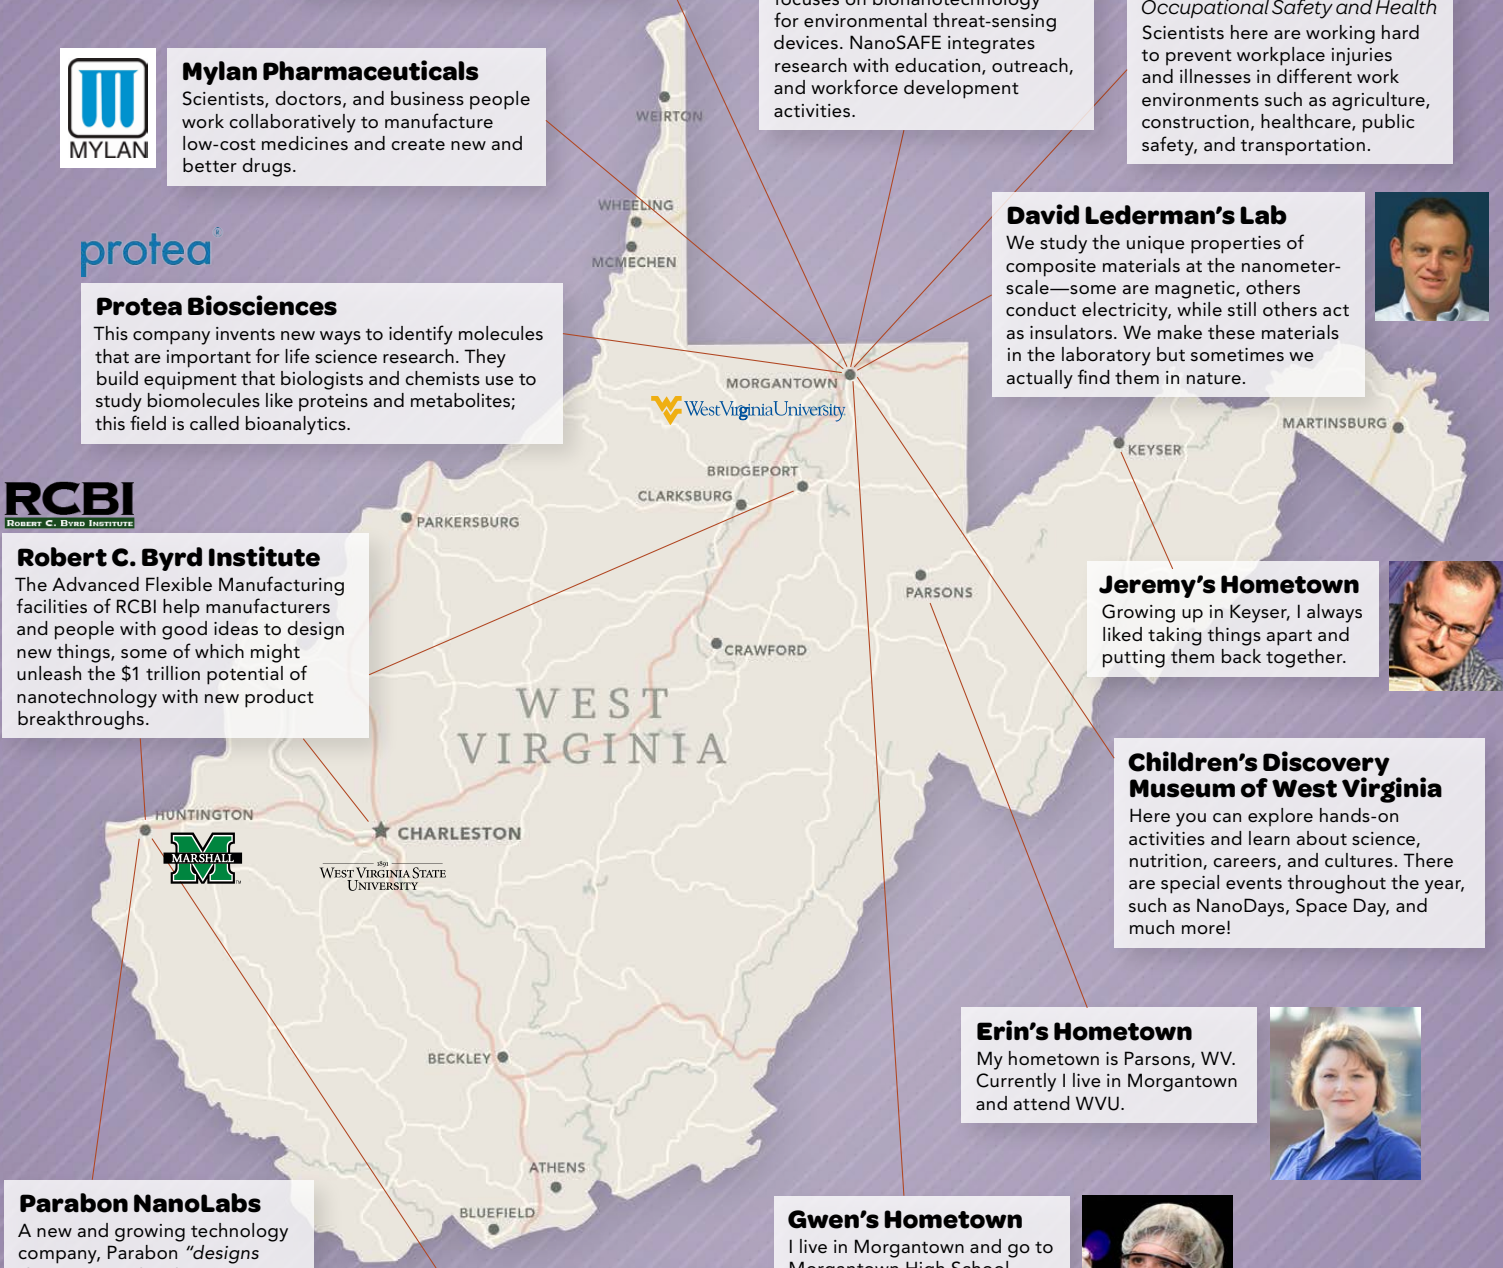 focuses on bionanotechnology
for environmental threat-sensing
devices. NanoSAFE integrates
research with education, outreach,
and workforce development
activities.
Occupational Safety and Health
Scientists here are working hard
to prevent workplace injuries
and illnesses in different work
environments such as agriculture,
construction, healthcare, public
safety, and transportation.
MYLAN
Mylan Pharmaceuticals
Scientists, doctors, and business people
work collaboratively to manufacture
low-cost medicines and create new and
better drugs.
WEIRTON
WHEELING
MCMECHEN
David Lederman's Lab
We study the unique properties of
composite materials at the nanometer-
scale—some are magnetic, others
conduct electricity, while still others act
as insulators. We make these materials
in the laboratory but sometimes we
actually find them in nature.
protea
Protea Biosciences
This company invents new ways to identify molecules
that are important for life science research. They
build equipment that biologists and chemists use to
study biomolecules like proteins and metabolites;
this field is called bioanalytics.
MORGANTOWN
WV West Virginia University
MARTINSBURG
KEYSER
BRIDGEPORT
CLARKSBURG
PARKERSBURG
RCBI
ROBERT C. BYRD INSTITUTE
Robert C. Byrd Institute
The Advanced Flexible Manufacturing
facilities of RCBI help manufacturers
and people with good ideas to design
new things, some of which might
unleash the $1 trillion potential of
nanotechnology with new product
breakthroughs.
PARSONS
CRAWFORD
Jeremy's Hometown
Growing up in Keyser, I always
liked taking things apart and
putting them back together.
WEST
VIRGINIA
Children's Discovery
Museum of West Virginia
Here you can explore hands-on
activities and learn about science,
nutrition, careers, and cultures. There
are special events throughout the year,
such as NanoDays, Space Day, and
much more!
HUNTINGTON
M
MARSHALL
TM
CHARLESTON
1891
WEST VIRGINIA STATE
UNIVERSITY
Erin's Hometown
My hometown is Parsons, WV.
Currently I live in Morgantown
and attend WVU.
BECKLEY
ATHENS
BLUEFIELD
Parabon NanoLabs
A new and growing technology
company, Parabon "designs
Gwen's Hometown
I live in Morgantown and go to
Morgantown High School